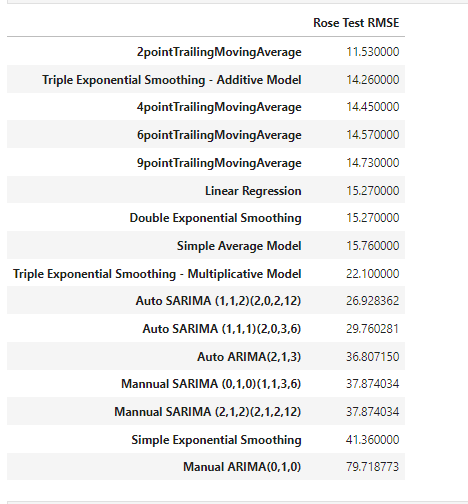 Rose Test RMSE
2pointTrailingMovingAverage 11.530000
Triple Exponential Smoothing - Additive Model 14.260000
4pointTrailingMovingAverage 14.450000
6pointTrailingMovingAverage 14.570000
9pointTrailingMovingAverage 14.730000
Linear Regression 15.270000
Double Exponential Smoothing 15.270000
Simple Average Model 15.760000
Triple Exponential Smoothing - Multiplicative Model 22.100000
Auto SARIMA (1,1,2)(2,0,2,12) 26.928362
Auto SARIMA (1,1,1)(2,0,3,6) 29.760281
Auto ARIMA(2,1,3) 36.807150
Mannual SARIMA (0,1,0)(1,1,3,6) 37.874034
Mannual SARIMA (2,1,2)(2,1,2,12) 37.874034
Simple Exponential Smoothing 41.360000
Manual ARIMA(0,1,0) 79.718773